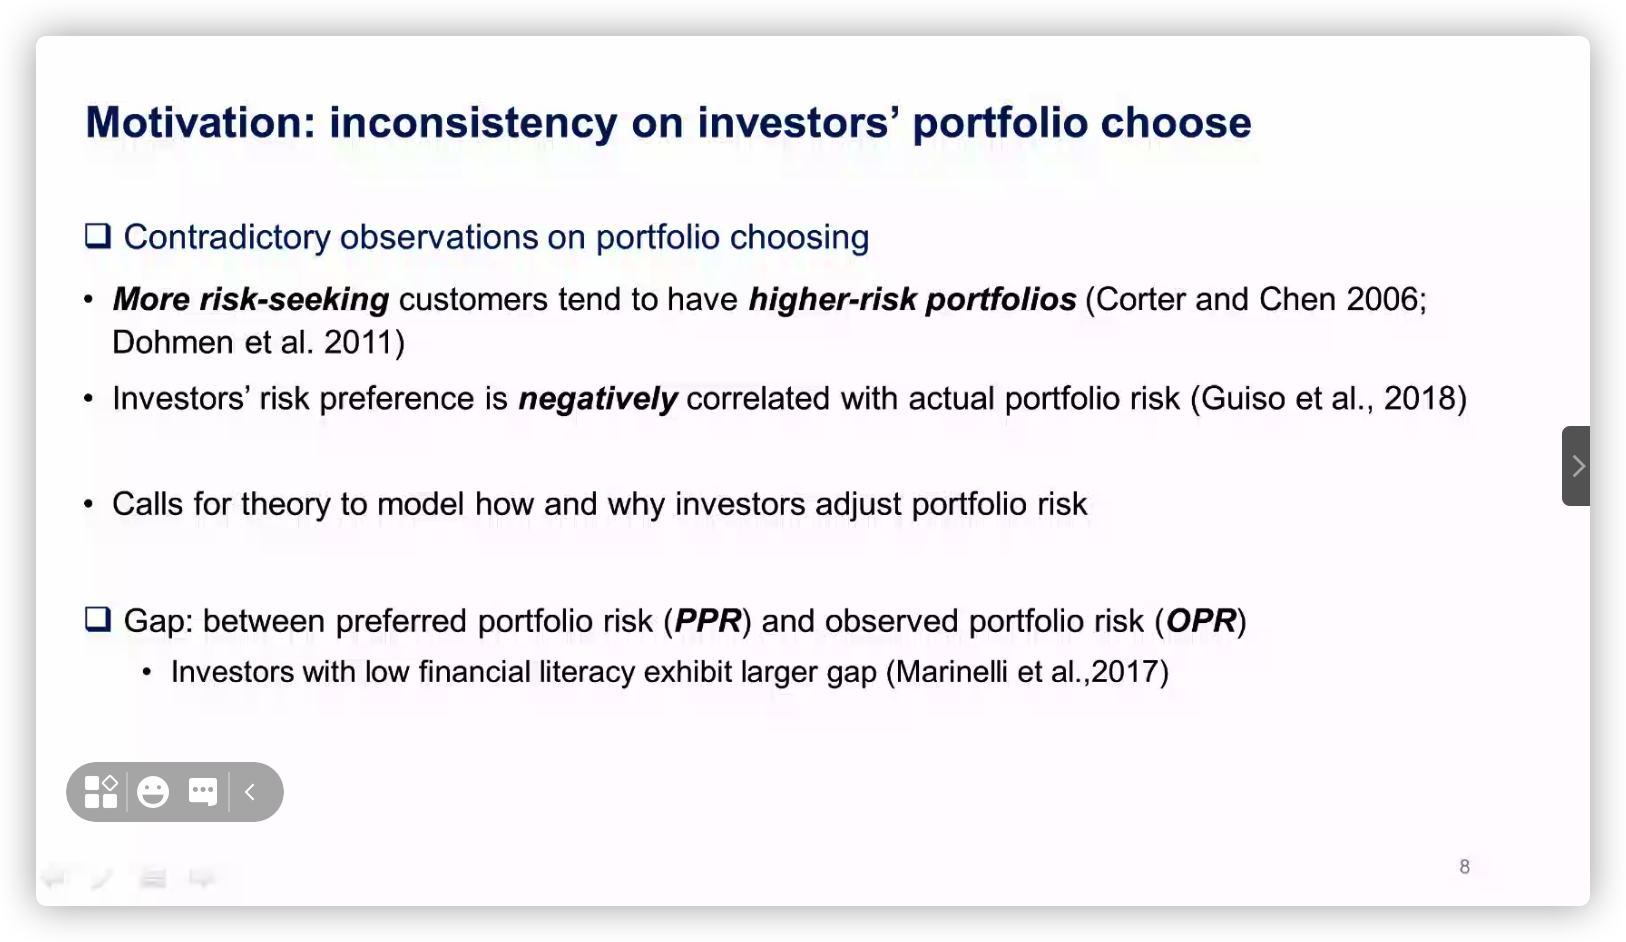 Motivation: inconsistency on investors’ portfolio choose
Contradictory observations on portfolio choosing
• More risk-seeking customers tend to have higher-risk portfolios (Corter and Chen 2006;
Dohmen et al. 2011)
• Investors’ risk preference is negatively correlated with actual portfolio risk (Guiso et al., 2018)
• Calls for theory to model how and why investors adjust portfolio risk
Gap: between preferred portfolio risk (PPR) and observed portfolio risk (OPR)
• Investors with low financial literacy exhibit larger gap (Marinelli et al.,2017)
8